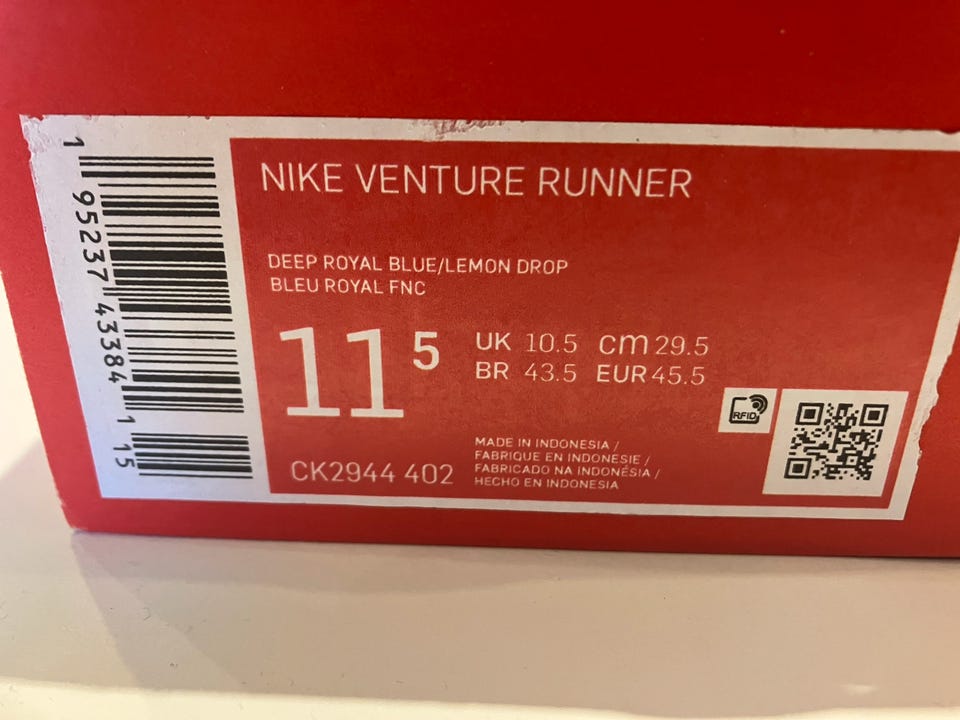 1 95237 43384 1 15
NIKE VENTURE RUNNER
DEEP ROYAL BLUE/LEMON DROP
BLEU ROYAL FNC
11 5
UK 10.5 cm 29.5
BR 43.5 EUR 45.5
CK2944 402
MADE IN INDONESIA /
FABRIQUE EN INDONESIE /
FABRICADO NA INDONÉSIA /
HECHO EN INDONESIA
RFID